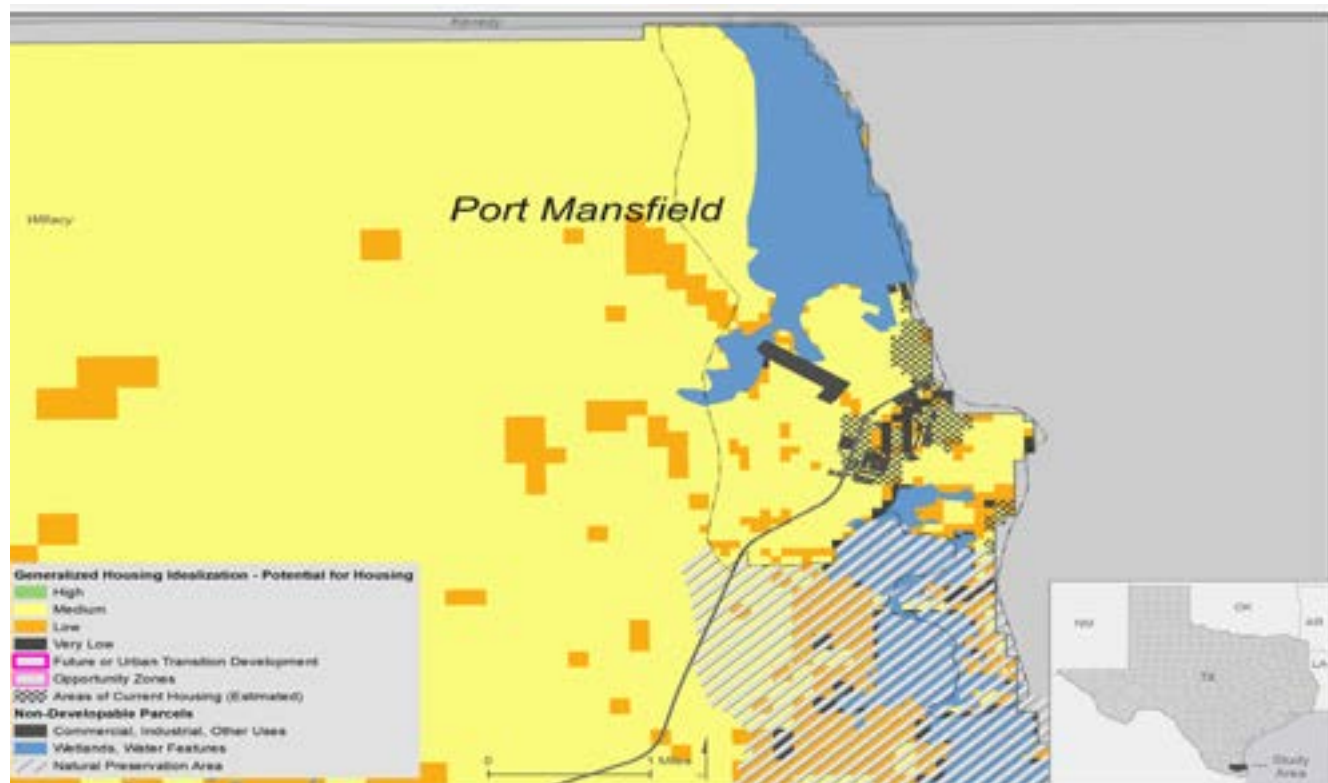 Kenedy
Port Mansfield
Willacy
Generalized Housing Idealization - Potential for Housing
High
Medium
Low
Very Low
Future or Urban Transition Development
Opportunity Zones
Areas of Current Housing (Estimated)
Non-Developable Parcels
Commercial, Industrial, Other Uses
Wetlands, Water Features
Natural Preservation Area
0 1 Miles
NM
OK
AR
TX
LA
Study
Area